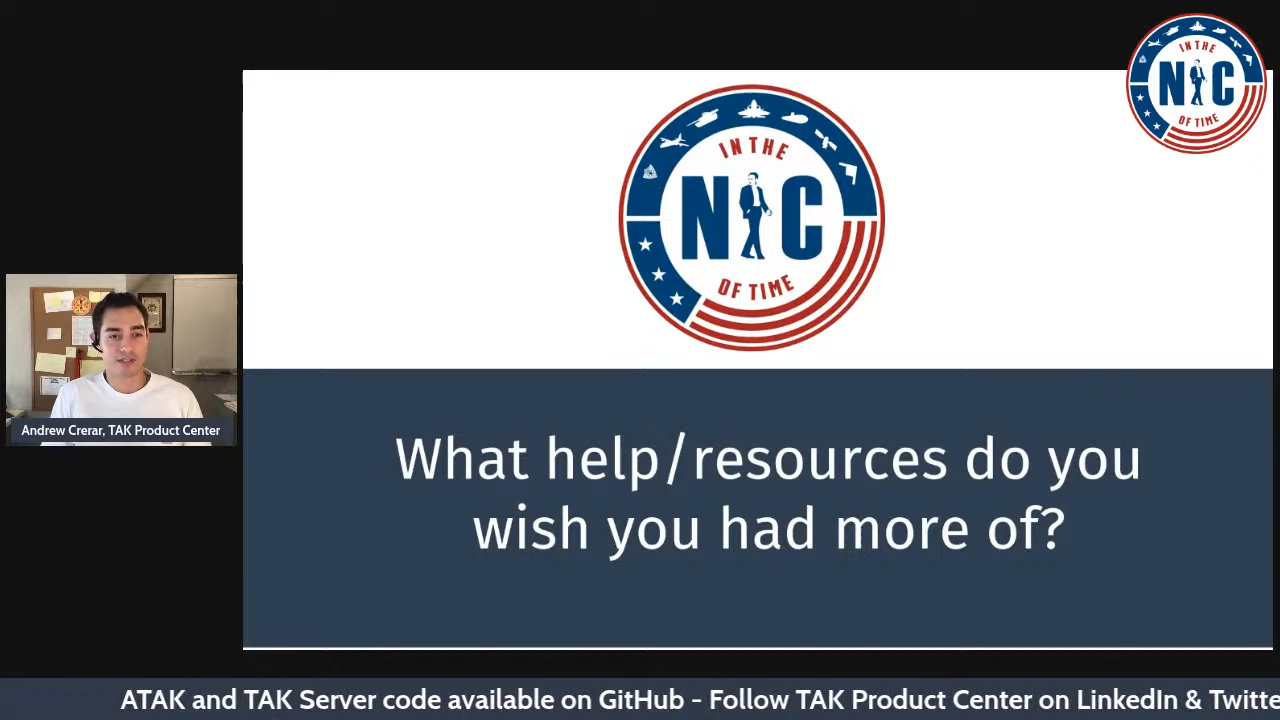 IN THE
NIC
OF TIME
IN THE
NIC
OF TIME
Andrew Crerar, TAK Product Center
What help/resources do you
wish you had more of?
ATAK and TAK Server code available on GitHub - Follow TAK Product Center on LinkedIn & Twitte